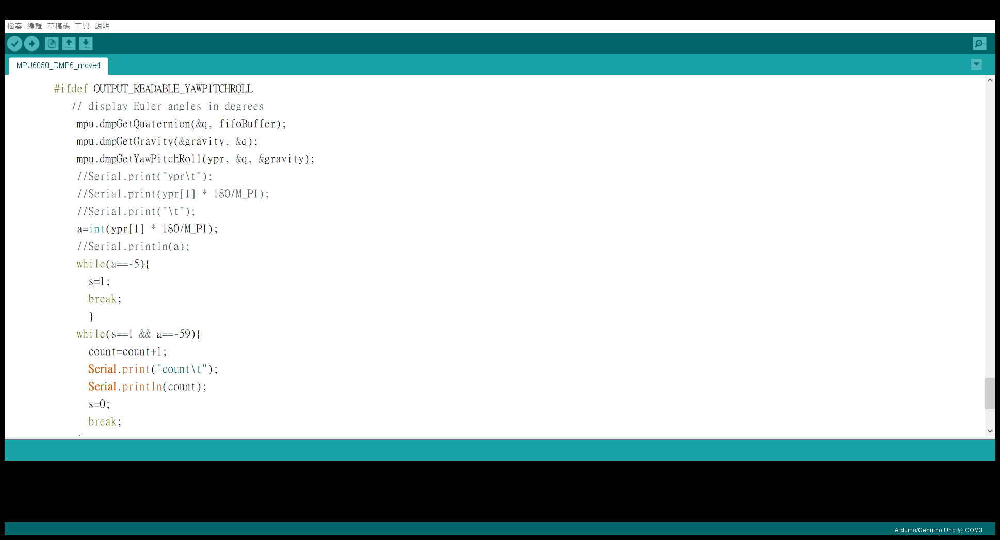 檔案 編輯 草稿碼 工具 說明
MPU6050_DMP6_move4
#ifdef OUTPUT_READABLE_YAWPITCHROLL
// display Euler angles in degrees
mpu.dmpGetQuaternion(&q, fifoBuffer);
mpu.dmpGetGravity(&gravity, &q);
mpu.dmpGetYawPitchRoll(ypr, &q, &gravity);
//Serial.print("ypr\t");
//Serial.print(ypr[1] * 180/M_PI);
//Serial.print("\t");
a=int(ypr[1] * 180/M_PI);
//Serial.println(a);
while(a==-5){
s=1;
break;
}
while(s==1 && a==-59){
count=count+1;
Serial.print("count\t");
Serial.println(count);
s=0;
break;
Arduino/Genuino Uno 於 COM3